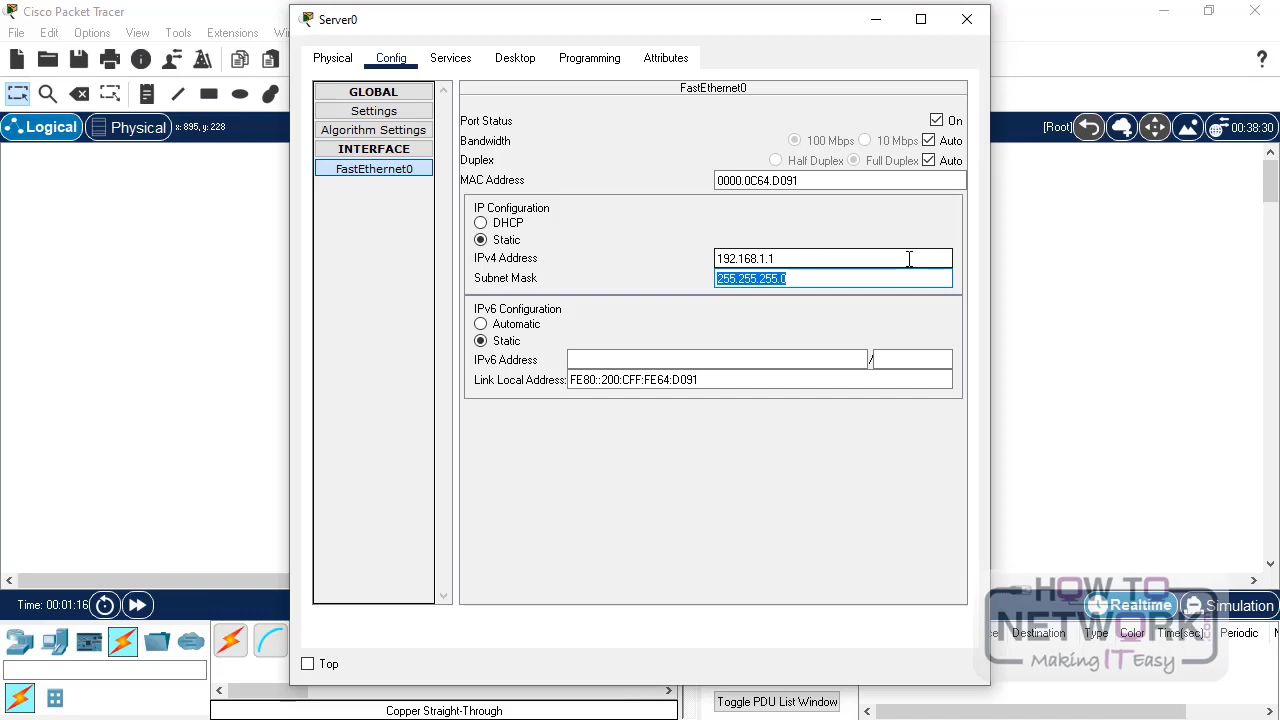 Cisco Packet Tracer
File Edit Options View Tools Extensions
Server0
Physical Config Services Desktop Programming Attributes
GLOBAL
Settings
Algorithm Settings
INTERFACE
FastEthernet0
FastEthernet0
Port Status On
Bandwidth 100 Mbps 10 Mbps Auto
Duplex Half Duplex Full Duplex Auto
MAC Address 0000.0C64.D091
IP Configuration
DHCP
Static
IPv4 Address 192.168.1.1
Subnet Mask 255.255.255.0
IPv6 Configuration
Automatic
Static
IPv6 Address /
Link Local Address: FE80::200:CFF:FE64:D091
Top
Logical Physical x: 895, y: 228
[Root] 00:38:30
Time: 00:01:16
Realtime Simulation
Destination Type Color Time(sec) Periodic
Copper Straight-Through
Toggle PDU List Window
HOW TO
NETWORK.com
Making IT Easy